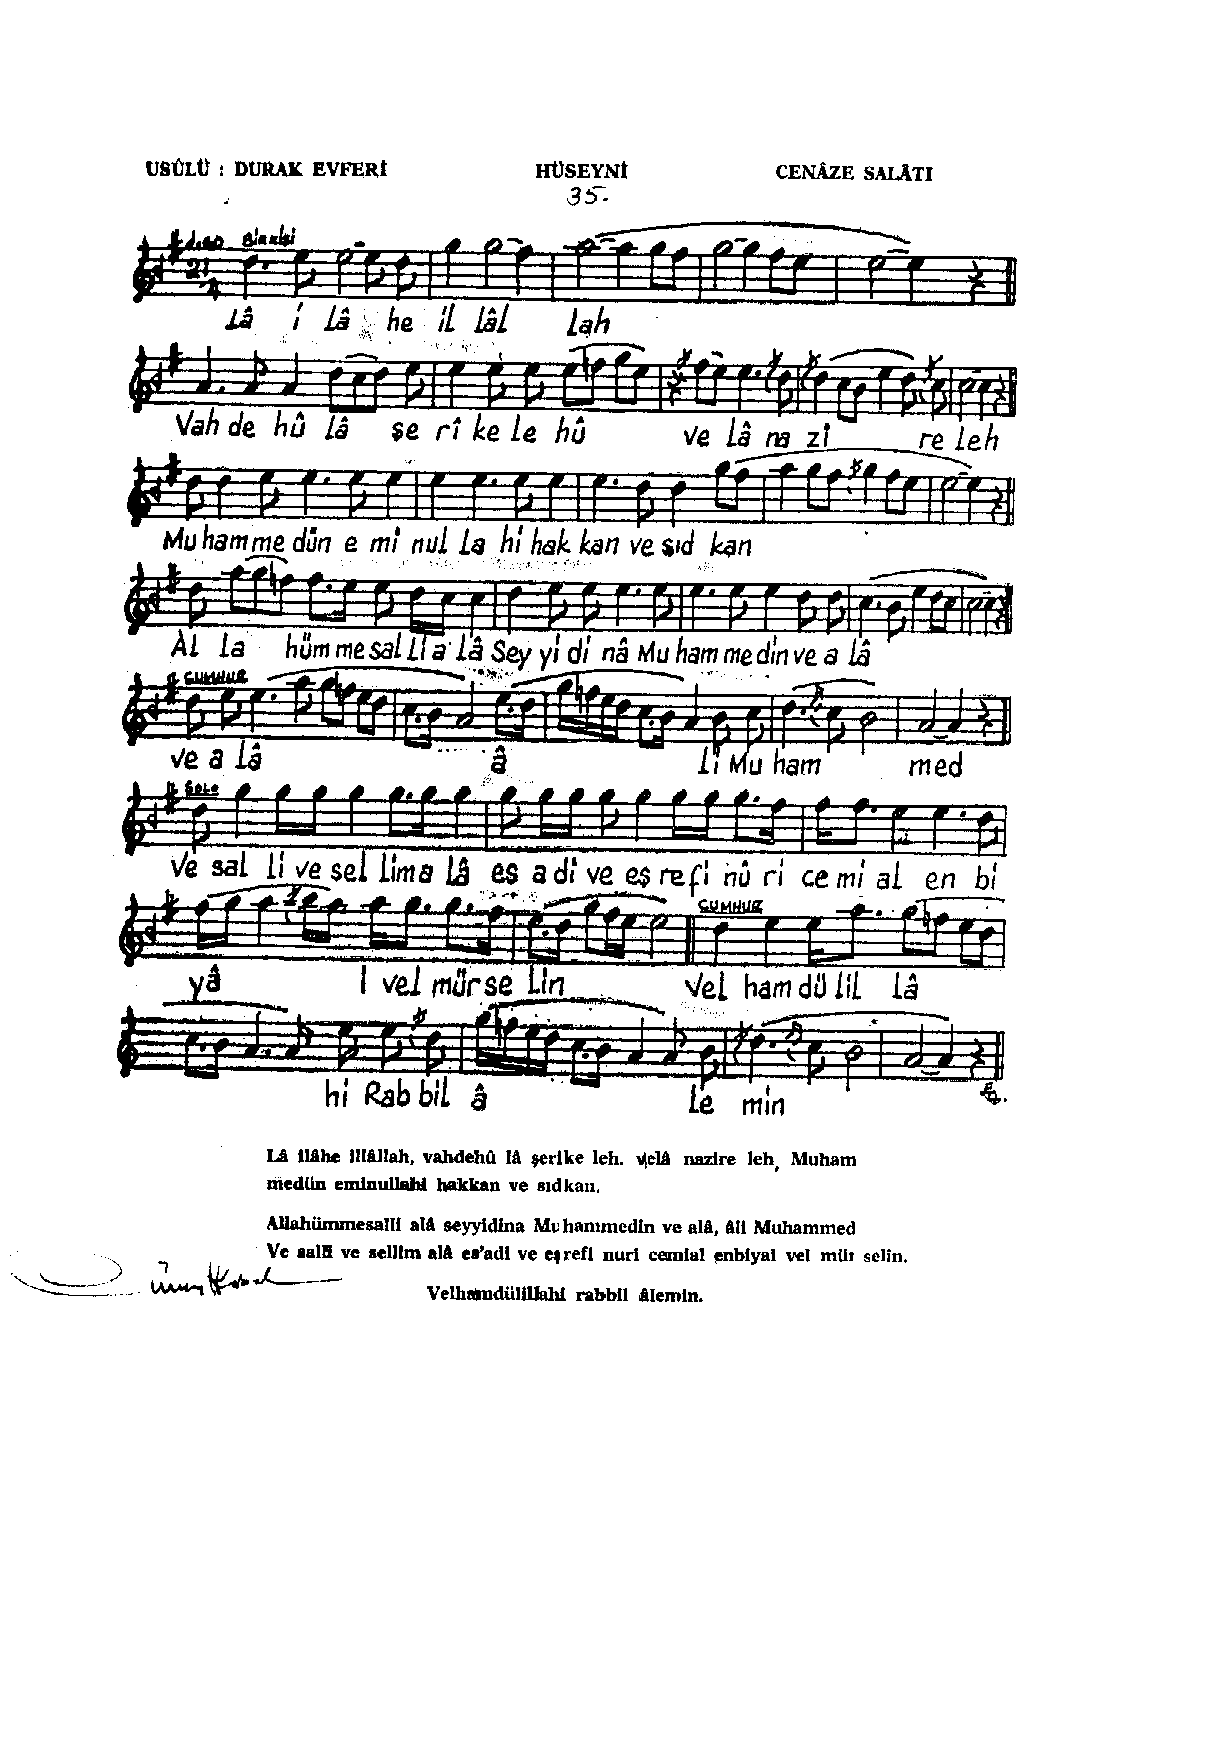 USÛLÜ : DURAK EVFERİ HÜSEYNİ CENÂZE SALÂTI
35.
21
4
Lâ i Lâ he il lâl lah
Vah de hû lâ şe rî ke le hû ve lâ na zi re leh
Mu ham me dün e mi nul la hi hak kan ve sıd kan
Al la hüm me sal li a lâ Sey yi di nâ Mu ham me din ve a lâ
CUMHUR
ve a lâ â li Mu ham med
SOLO
Ve sal li ve sel lim a lâ es a di ve eş re fi nû ri ce mi al en bi
CUMHUR
yâ i vel mür se lin Vel ham dü lil lâ
hi Rab bil â le min
Lâ ilâhe illâllah, vahdehû lâ şerike leh. velâ nazire leh, Muham
medün eminullahi hakkan ve sıdkan.
Allahümmesalli alâ seyyidina Muhammedin ve alâ, âli Muhammed
Ve salli ve sellim alâ es'adi ve eşrefi nuri cemial enbiyai vel mür selin.
Velhamdülillahi rabbil âlemin.